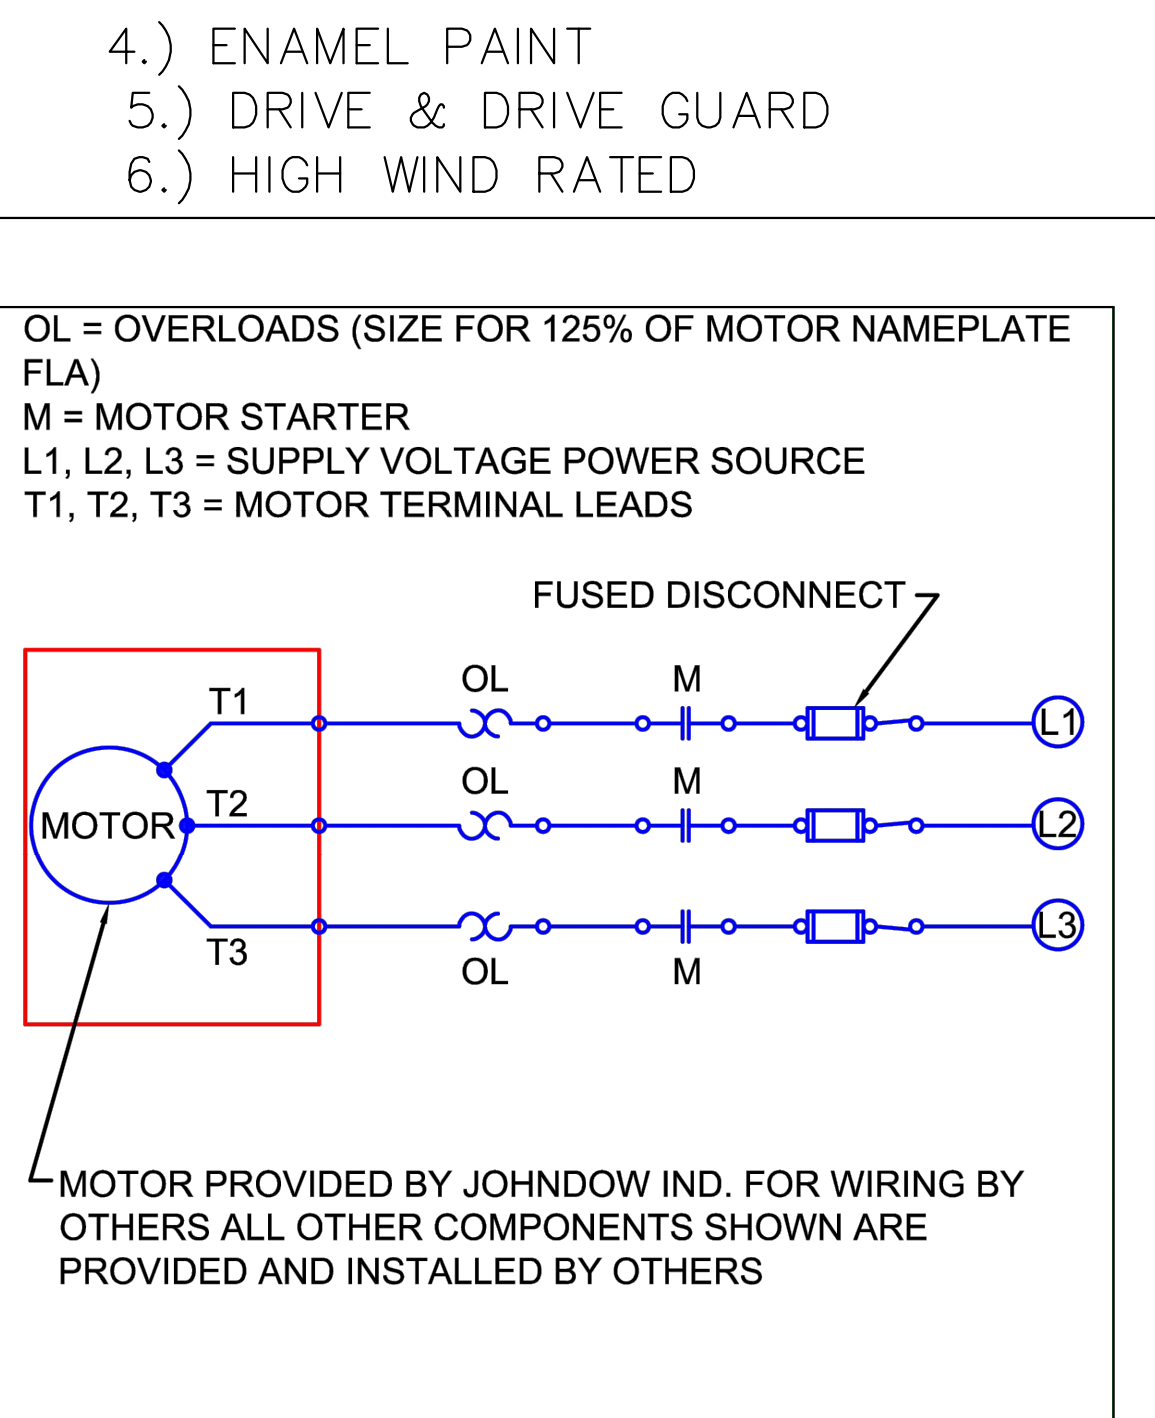 4.) ENAMEL PAINT
5.) DRIVE & DRIVE GUARD
6.) HIGH WIND RATED
OL = OVERLOADS (SIZE FOR 125% OF MOTOR NAMEPLATE
FLA)
M = MOTOR STARTER
L1, L2, L3 = SUPPLY VOLTAGE POWER SOURCE
T1, T2, T3 = MOTOR TERMINAL LEADS
FUSED DISCONNECT
OL M
T1 L1
OL M
T2
MOTOR L2
L3
T3
OL M
MOTOR PROVIDED BY JOHNDOW IND. FOR WIRING BY
OTHERS ALL OTHER COMPONENTS SHOWN ARE
PROVIDED AND INSTALLED BY OTHERS